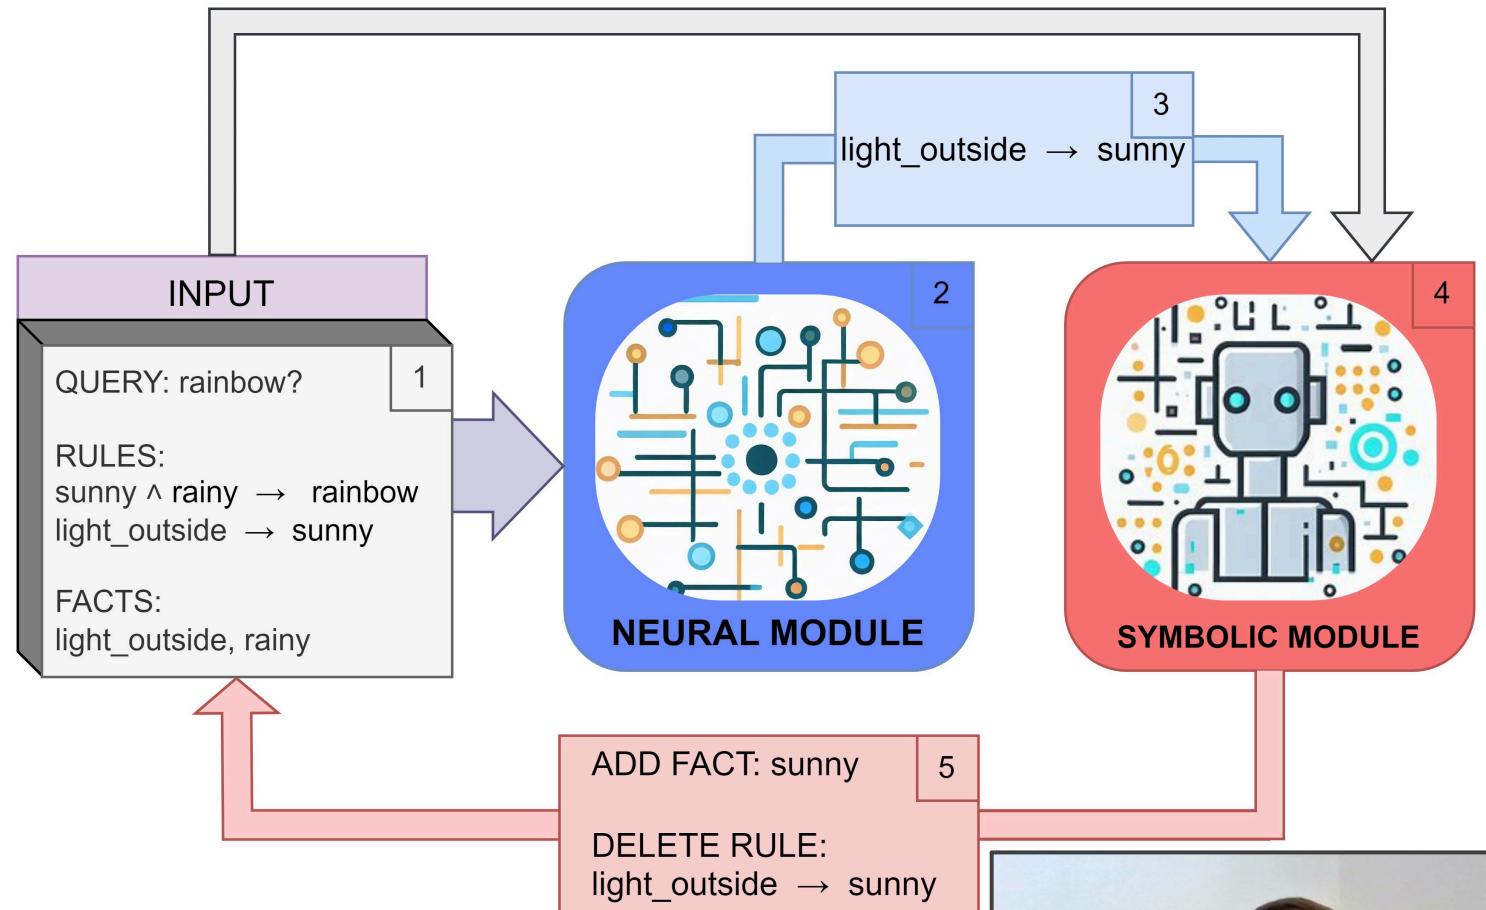 3
light_outside → sunny
INPUT
1
QUERY: rainbow?
RULES:
sunny ∧ rainy → rainbow
light_outside → sunny
FACTS:
light_outside, rainy
2
NEURAL MODULE
4
SYMBOLIC MODULE
5
ADD FACT: sunny
DELETE RULE:
light_outside → sunny